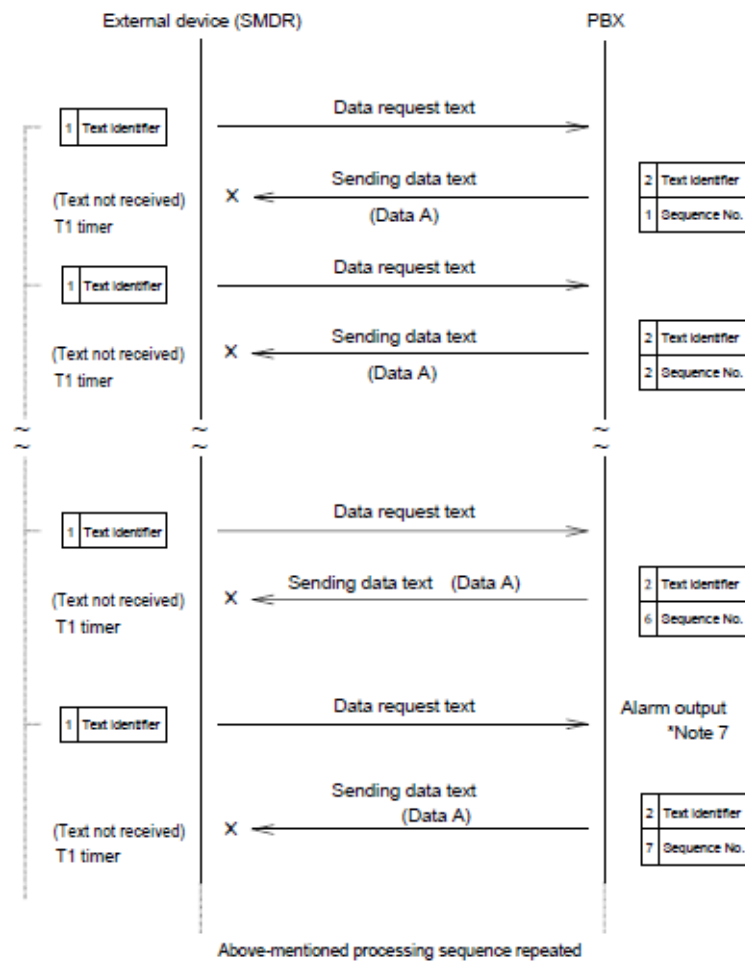 External device (SMDR) PBX
Data request text
1 Text Identifier
Sending data text
2 Text Identifier
(Text not received) X
(Data A)
1 Sequence No.
T1 timer
Data request text
1 Text Identifier
Sending data text
2 Text Identifier
(Text not received) X
(Data A)
2 Sequence No.
T1 timer
~ ~ ~
~ ~ ~
Data request text
1 Text Identifier
Sending data text (Data A)
2 Text Identifier
(Text not received) X
6 Sequence No.
T1 timer
Data request text
Alarm output
1 Text Identifier
*Note 7
Sending data text
(Data A)
2 Text Identifier
(Text not received) X
7 Sequence No.
T1 timer
Above-mentioned processing sequence repeated